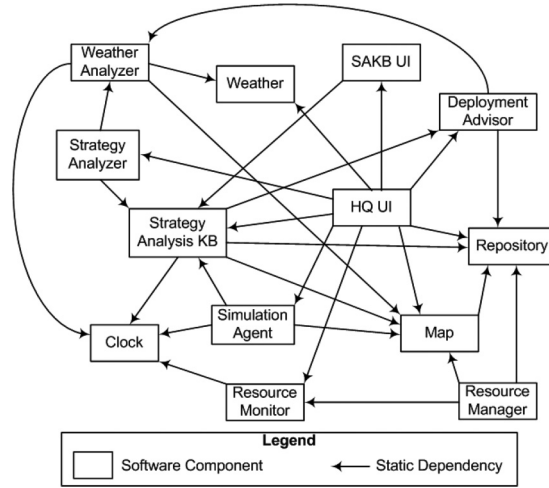 Weather
Analyzer
SAKB UI
Weather
Deployment
Advisor
Strategy
Analyzer
HQ UI
Strategy
Analysis KB
Repository
Simulation
Agent
Clock
Map
Resource
Monitor
Resource
Manager
Legend
Software Component
Static Dependency